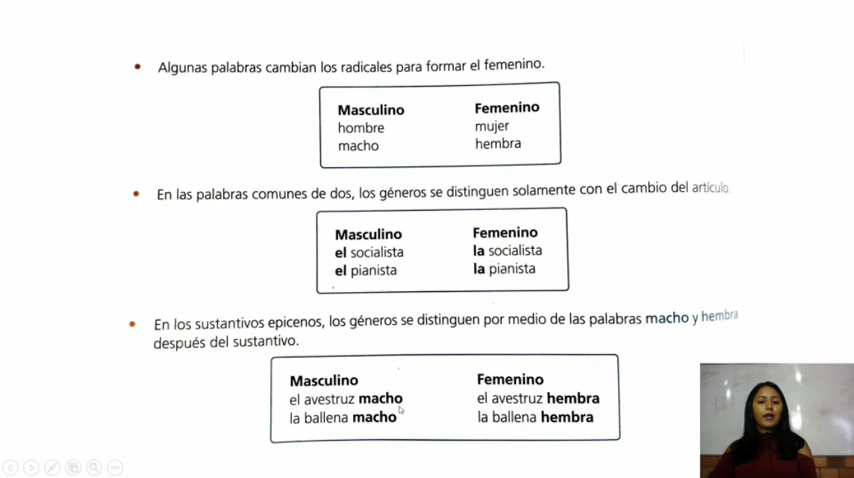 Algunas palabras cambian los radicales para formar el femenino.
Masculino Femenino
hombre mujer
macho hembra
En las palabras comunes de dos, los géneros se distinguen solamente con el cambio del artículo.
Masculino Femenino
el socialista la socialista
el pianista la pianista
En los sustantivos epicenos, los géneros se distinguen por medio de las palabras macho y hembra
después del sustantivo.
Masculino Femenino
el avestruz macho el avestruz hembra
la ballena macho la ballena hembra